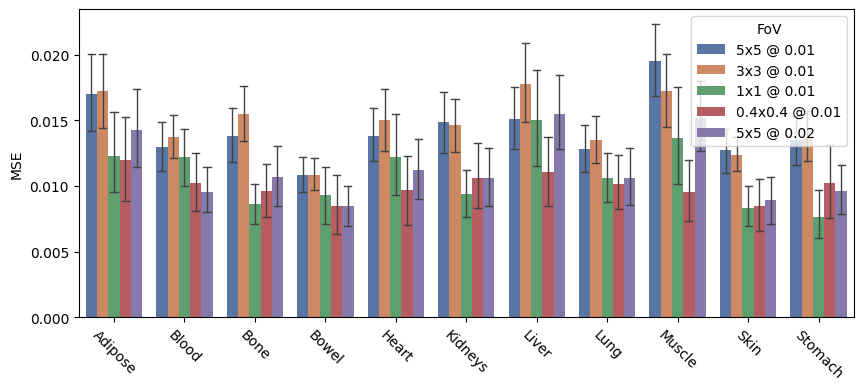 FoV
5x5 @ 0.01
3x3 @ 0.01
1x1 @ 0.01
0.4x0.4 @ 0.01
5x5 @ 0.02
MSE
0.020
0.015
0.010
0.005
0.000
Adipose
Blood
Bone
Bowel
Heart
Kidneys
Liver
Lung
Muscle
Skin
Stomach